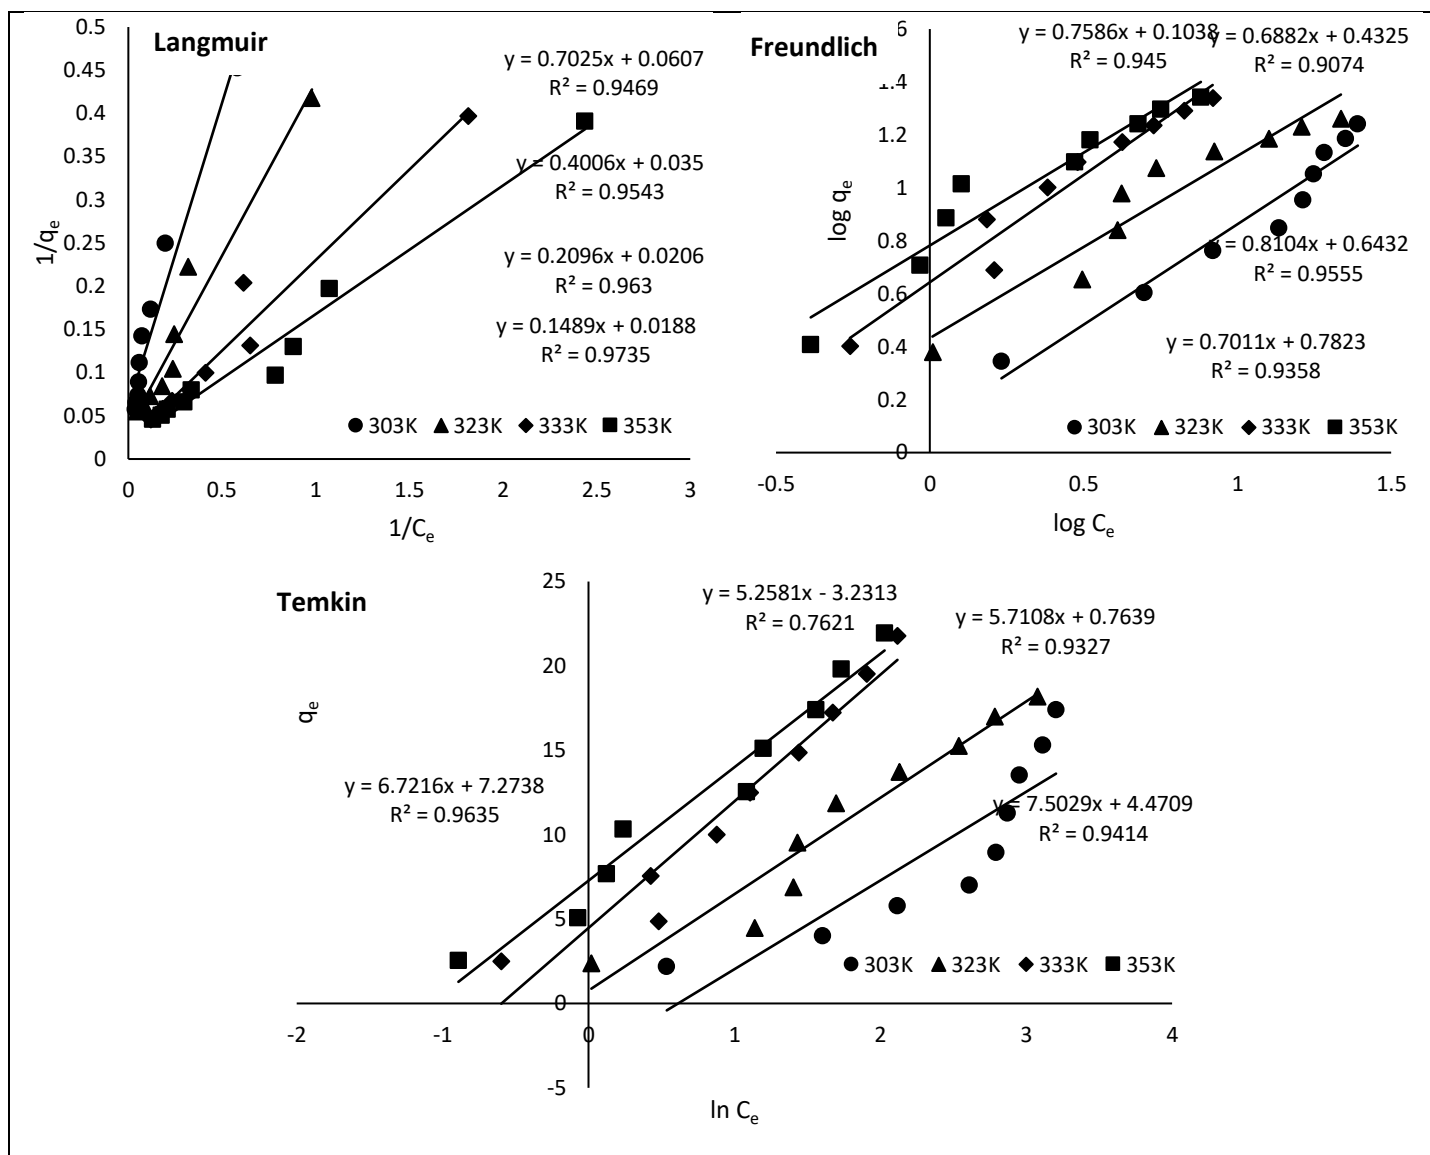 Langmuir
0.5
0.45
0.4
0.35
0.3
0.25
0.2
0.15
0.1
0.05
0
1/qe
y = 0.7025x + 0.0607
R² = 0.9469
y = 0.4006x + 0.035
R² = 0.9543
y = 0.2096x + 0.0206
R² = 0.963
y = 0.1489x + 0.0188
R² = 0.9735
303K 323K 333K 353K
0 0.5 1 1.5 2 2.5 3
1/Ce
Freundlich
6
1.4
1.2
1
0.8
0.6
0.4
0.2
0
log qe
y = 0.7586x + 0.1038
R² = 0.945
y = 0.6882x + 0.4325
R² = 0.9074
y = 0.8104x + 0.6432
R² = 0.9555
y = 0.7011x + 0.7823
R² = 0.9358
303K 323K 333K 353K
-0.5 0 0.5 1 1.5
log Ce
Temkin
25
20
15
10
5
0
-5
qe
y = 5.2581x - 3.2313
R² = 0.7621
y = 5.7108x + 0.7639
R² = 0.9327
y = 6.7216x + 7.2738
R² = 0.9635
y = 7.5029x + 4.4709
R² = 0.9414
303K 323K 333K 353K
-2 -1 0 1 2 3 4
ln Ce